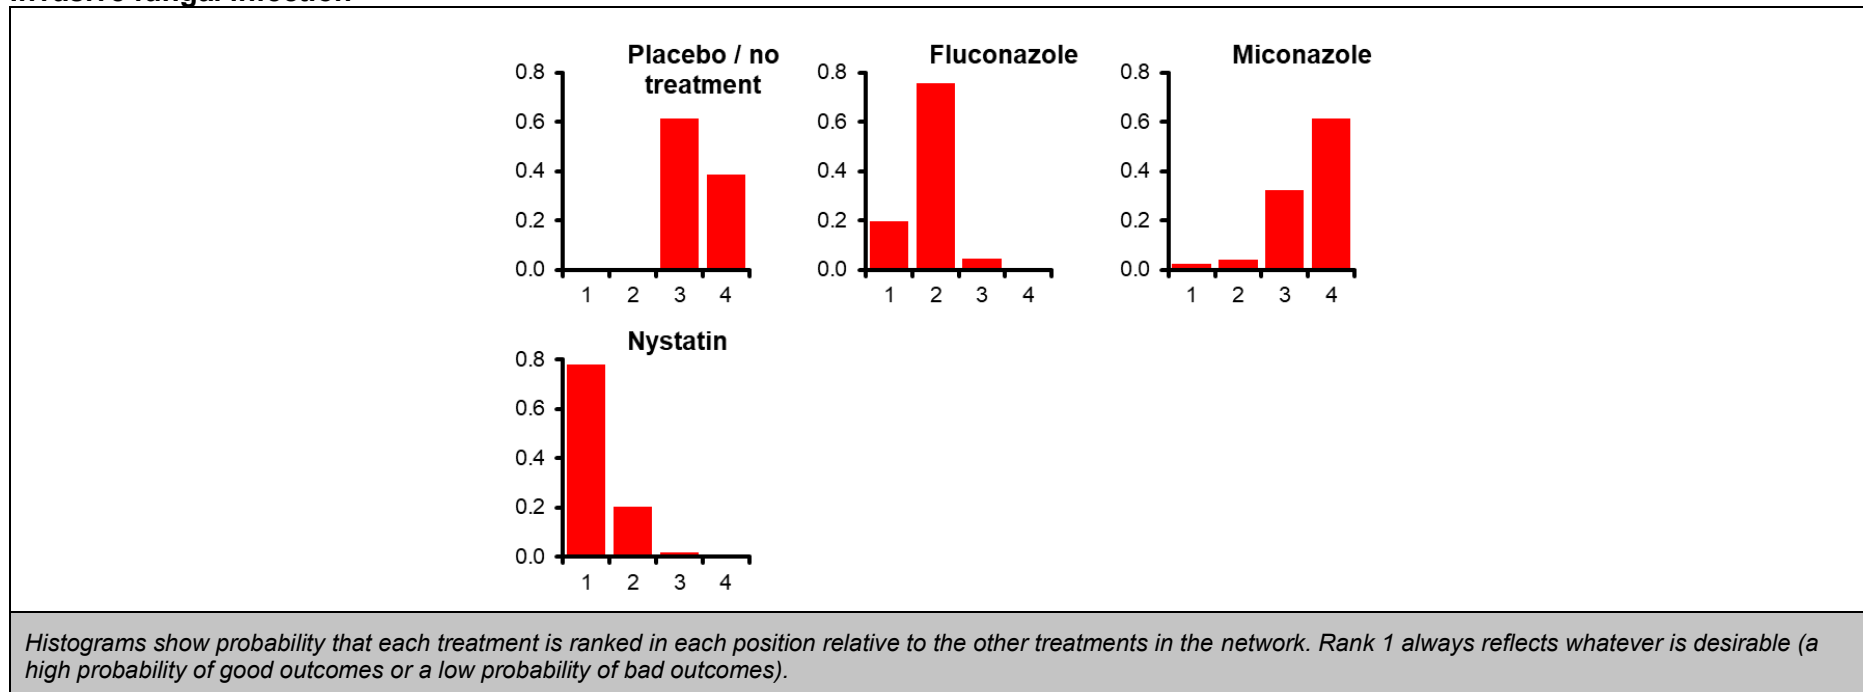 Invasive fungal infection
Placebo / no treatment
0.8
0.6
0.4
0.2
0.0
1 2 3 4
Fluconazole
0.8
0.6
0.4
0.2
0.0
1 2 3 4
Miconazole
0.8
0.6
0.4
0.2
0.0
1 2 3 4
Nystatin
0.8
0.6
0.4
0.2
0.0
1 2 3 4
Histograms show probability that each treatment is ranked in each position relative to the other treatments in the network. Rank 1 always reflects whatever is desirable (a
high probability of good outcomes or a low probability of bad outcomes).